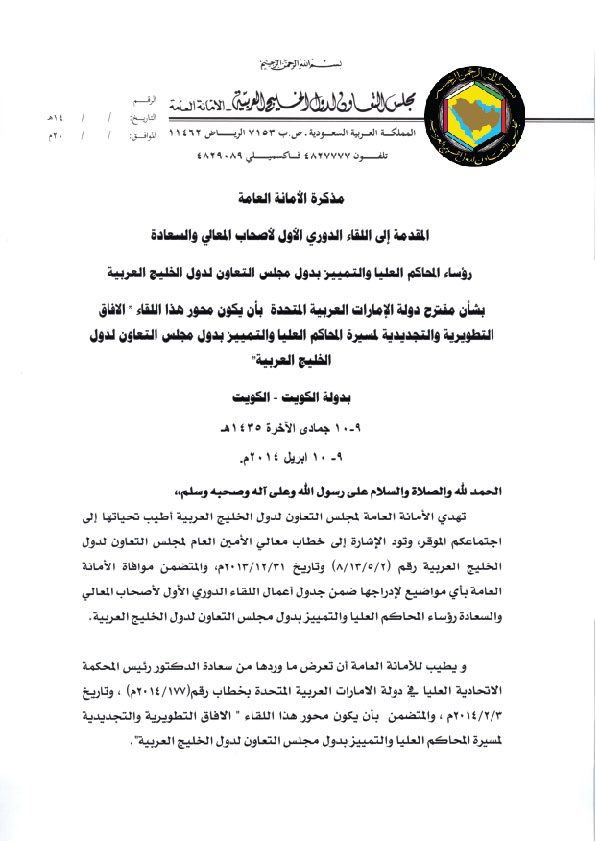 بسم الله الرحمن الرحيم
مجلس التعاون لدول الخليج العربية - الأمانة العامة
الرقم
التاريخ: / / ١٤هـ
الموافق: / / ٢٠م
المملكة العربية السعودية . ص.ب ٧١٥٣ الرياض ١١٤٦٢
تلفون ٤٨٢٧٧٧٧ فاكسميلي ٤٨٢٩٠٨٩
مذكرة الأمانة العامة
المقدمة إلى اللقاء الدوري الأول لأصحاب المعالي والسعادة
رؤساء المحاكم العليا والتمييز بدول مجلس التعاون لدول الخليج العربية
بشأن مقترح دولة الإمارات العربية المتحدة بأن يكون محور هذا اللقاء " الافاق
التطويرية والتجديدية لمسيرة المحاكم العليا والتمييز بدول مجلس التعاون لدول
الخليج العربية"
بدولة الكويت - الكويت
٩-١٠ جمادى الآخرة ١٤٣٥هـ
٩- ١٠ ابريل ٢٠١٤م.
الحمد لله والصلاة والسلام على رسول الله وعلى آله وصحبه وسلم،،
تهدي الأمانة العامة لمجلس التعاون لدول الخليج العربية أطيب تحياتها إلى
اجتماعكم الموقر، وتود الإشارة إلى خطاب معالي الأمين العام لمجلس التعاون لدول
الخليج العربية رقم (٨/١٣/٥/٢) وتاريخ ٢٠١٣/١٢/٣١م، والمتضمن موافاة الأمانة
العامة بأي مواضيع لإدراجها ضمن جدول أعمال اللقاء الدوري الأول لأصحاب المعالي
والسعادة رؤساء المحاكم العليا والتمييز بدول مجلس التعاون لدول الخليج العربية.
و يطيب للأمانة العامة أن تعرض ما وردها من سعادة الدكتور رئيس المحكمة
الاتحادية العليا في دولة الامارات العربية المتحدة بخطاب رقم(٢٠١٤/١٧٧م) ، وتاريخ
٢٠١٤/٢/٣م ، والمتضمن بأن يكون محور هذا اللقاء " الافاق التطويرية والتجديدية
لمسيرة المحاكم العليا والتمييز بدول مجلس التعاون لدول الخليج العربية".